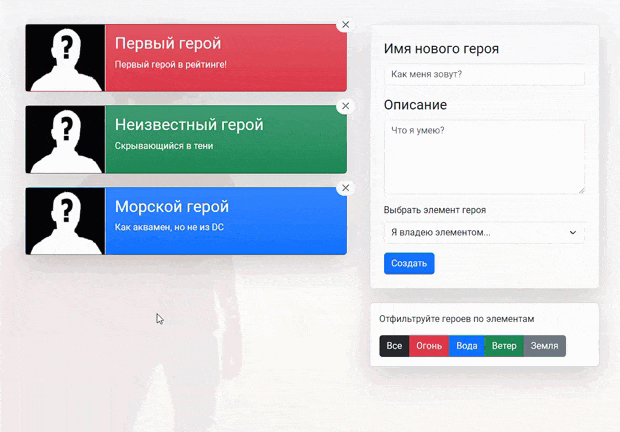 Первый герой
Первый герой в рейтинге!
Неизвестный герой
Скрывающийся в тени
Морской герой
Как аквамен, но не из DC
Имя нового героя
Как меня зовут?
Описание
Что я умею?
Выбрать элемент героя
Я владею элементом...
Создать
Отфильтруйте героев по элементам
Все Огонь Вода Ветер Земля